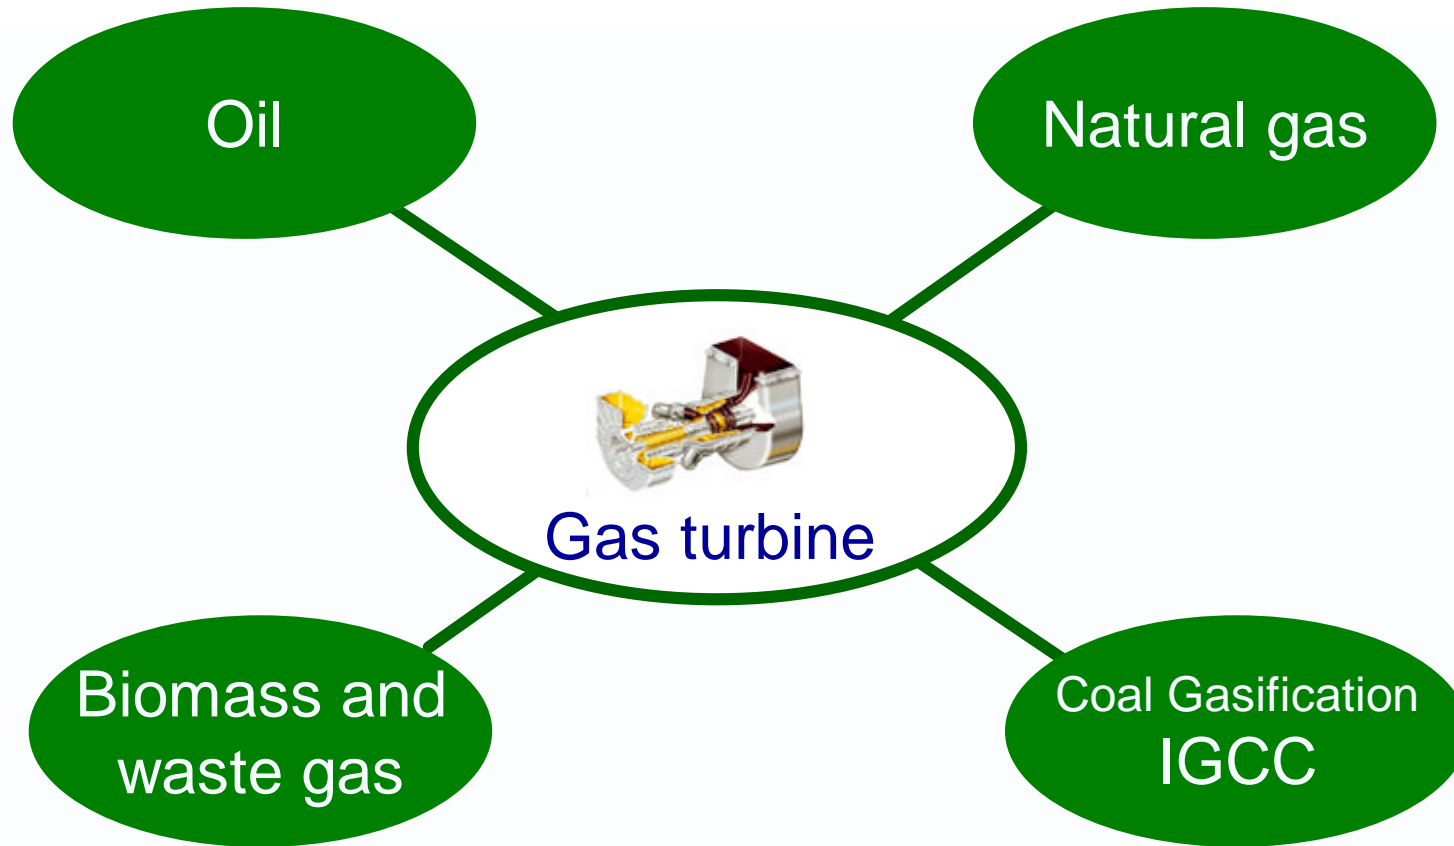 Oil
Natural gas
Gas turbine
Biomass and
waste gas
Coal Gasification
IGCC